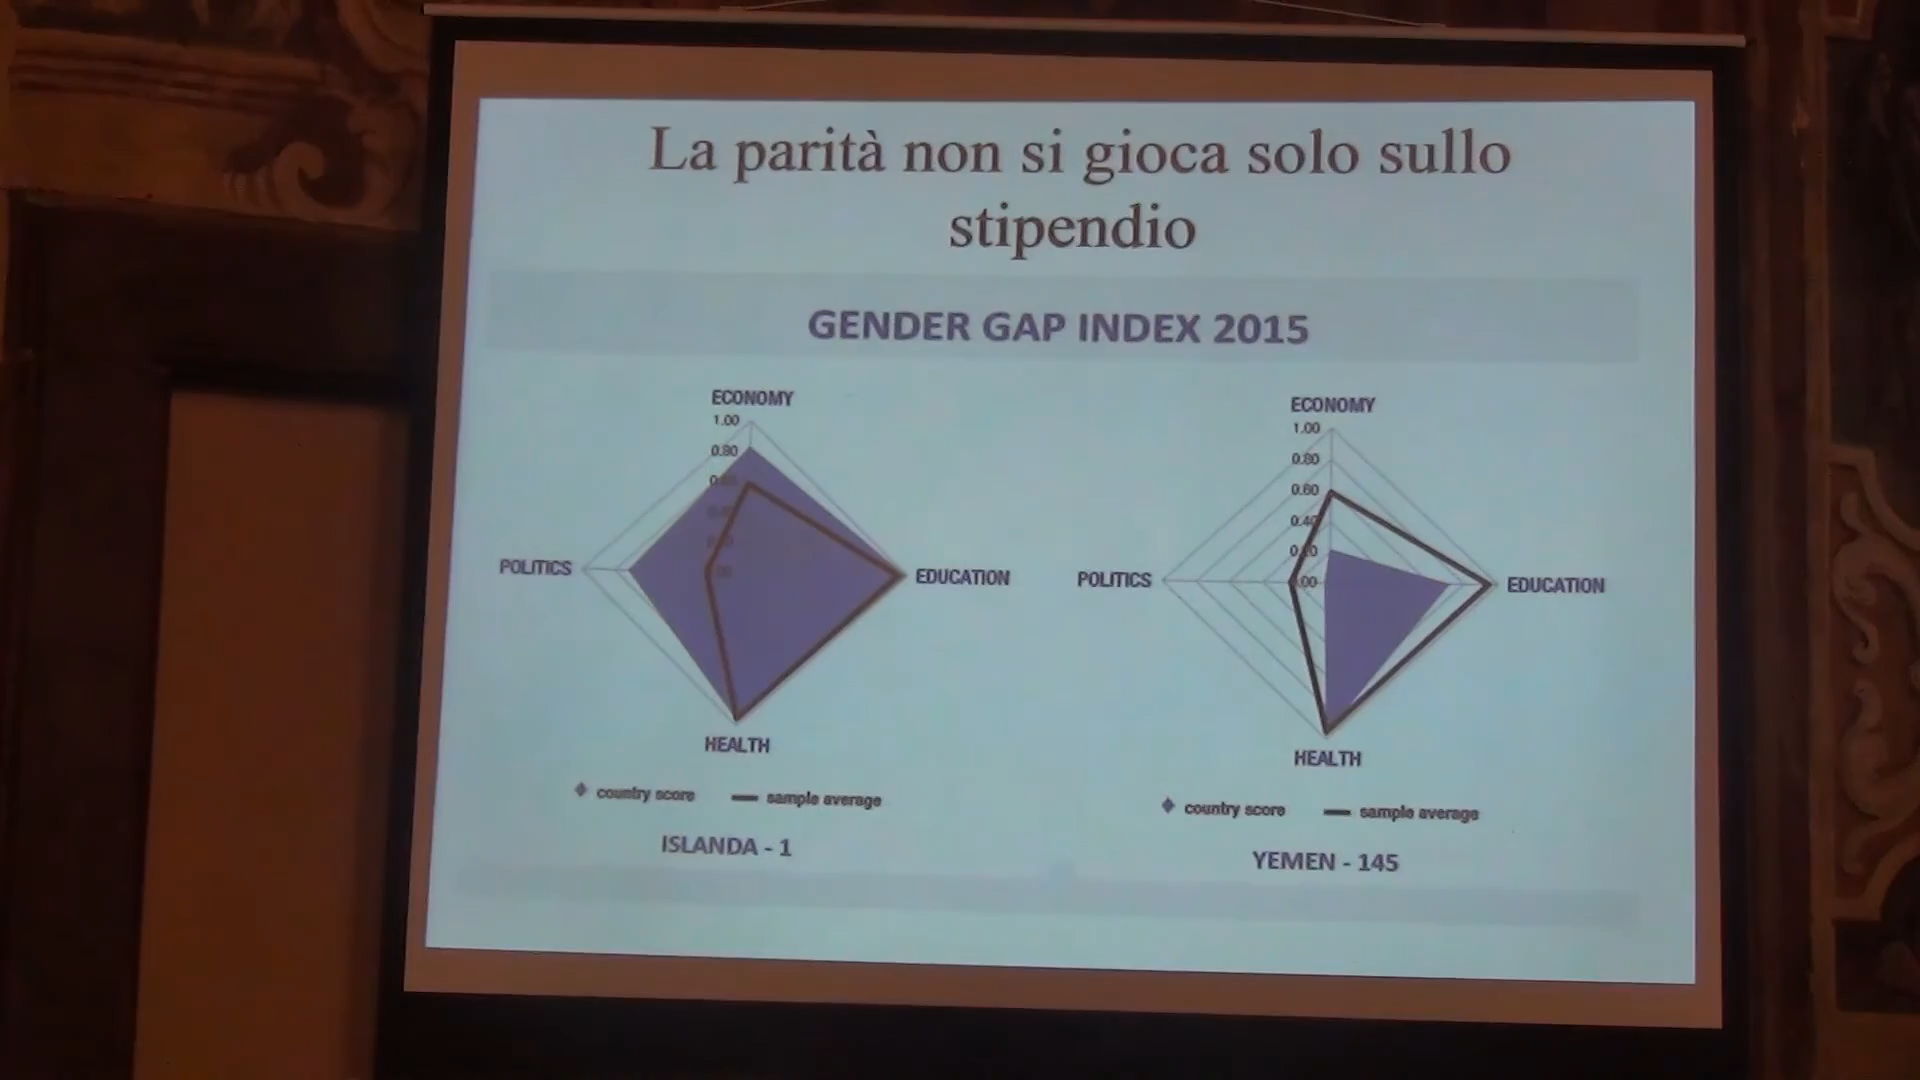 La parità non si gioca solo sullo
stipendio
GENDER GAP INDEX 2015
ECONOMY
1.00
0.80
POLITICS
EDUCATION
HEALTH
country score
sample average
ISLANDA - 1
ECONOMY
1.00
0.80
0.60
0.40
0.20
POLITICS
EDUCATION
HEALTH
country score
sample average
YEMEN - 145